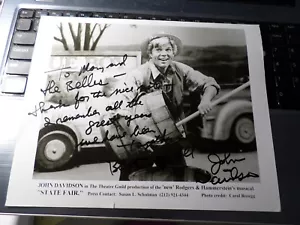 To Mary and
The Belles -
Thanks for the nice
I remember all the
great years
John
Davidson
JOHN DAVIDSON in The Theatre Guild production of the "new" Rodgers & Hammerstein's musical
"STATE FAIR." Press Contact: Susan L. Schulman (212) 921-4344 Photo credit: Carol Rosegg